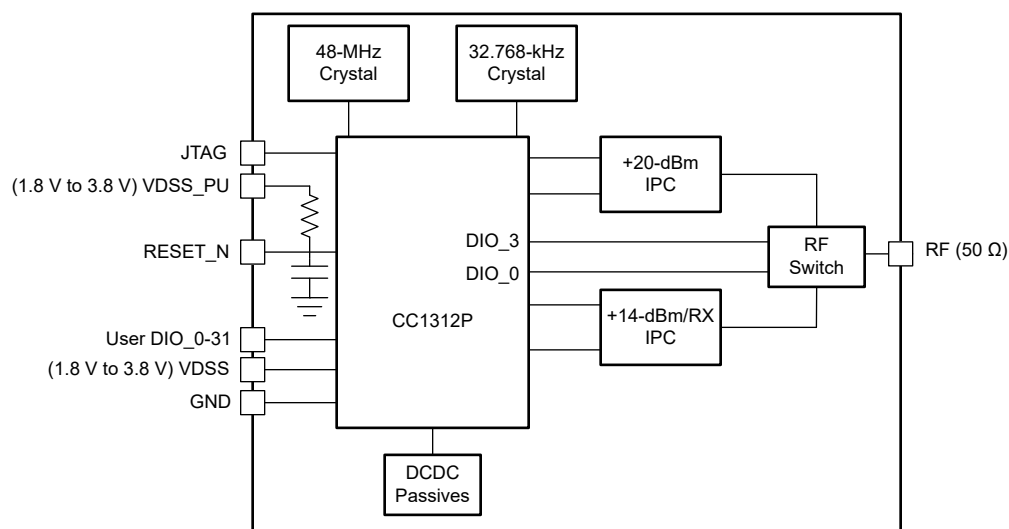 48-MHz
Crystal
32.768-kHz
Crystal
JTAG
(1.8 V to 3.8 V) VDSS_PU
RESET_N
User DIO_0-31
(1.8 V to 3.8 V) VDSS
GND
CC1312P
DIO_3
DIO_0
+20-dBm
IPC
+14-dBm/RX
IPC
RF
Switch
RF (50 Ω)
DCDC
Passives